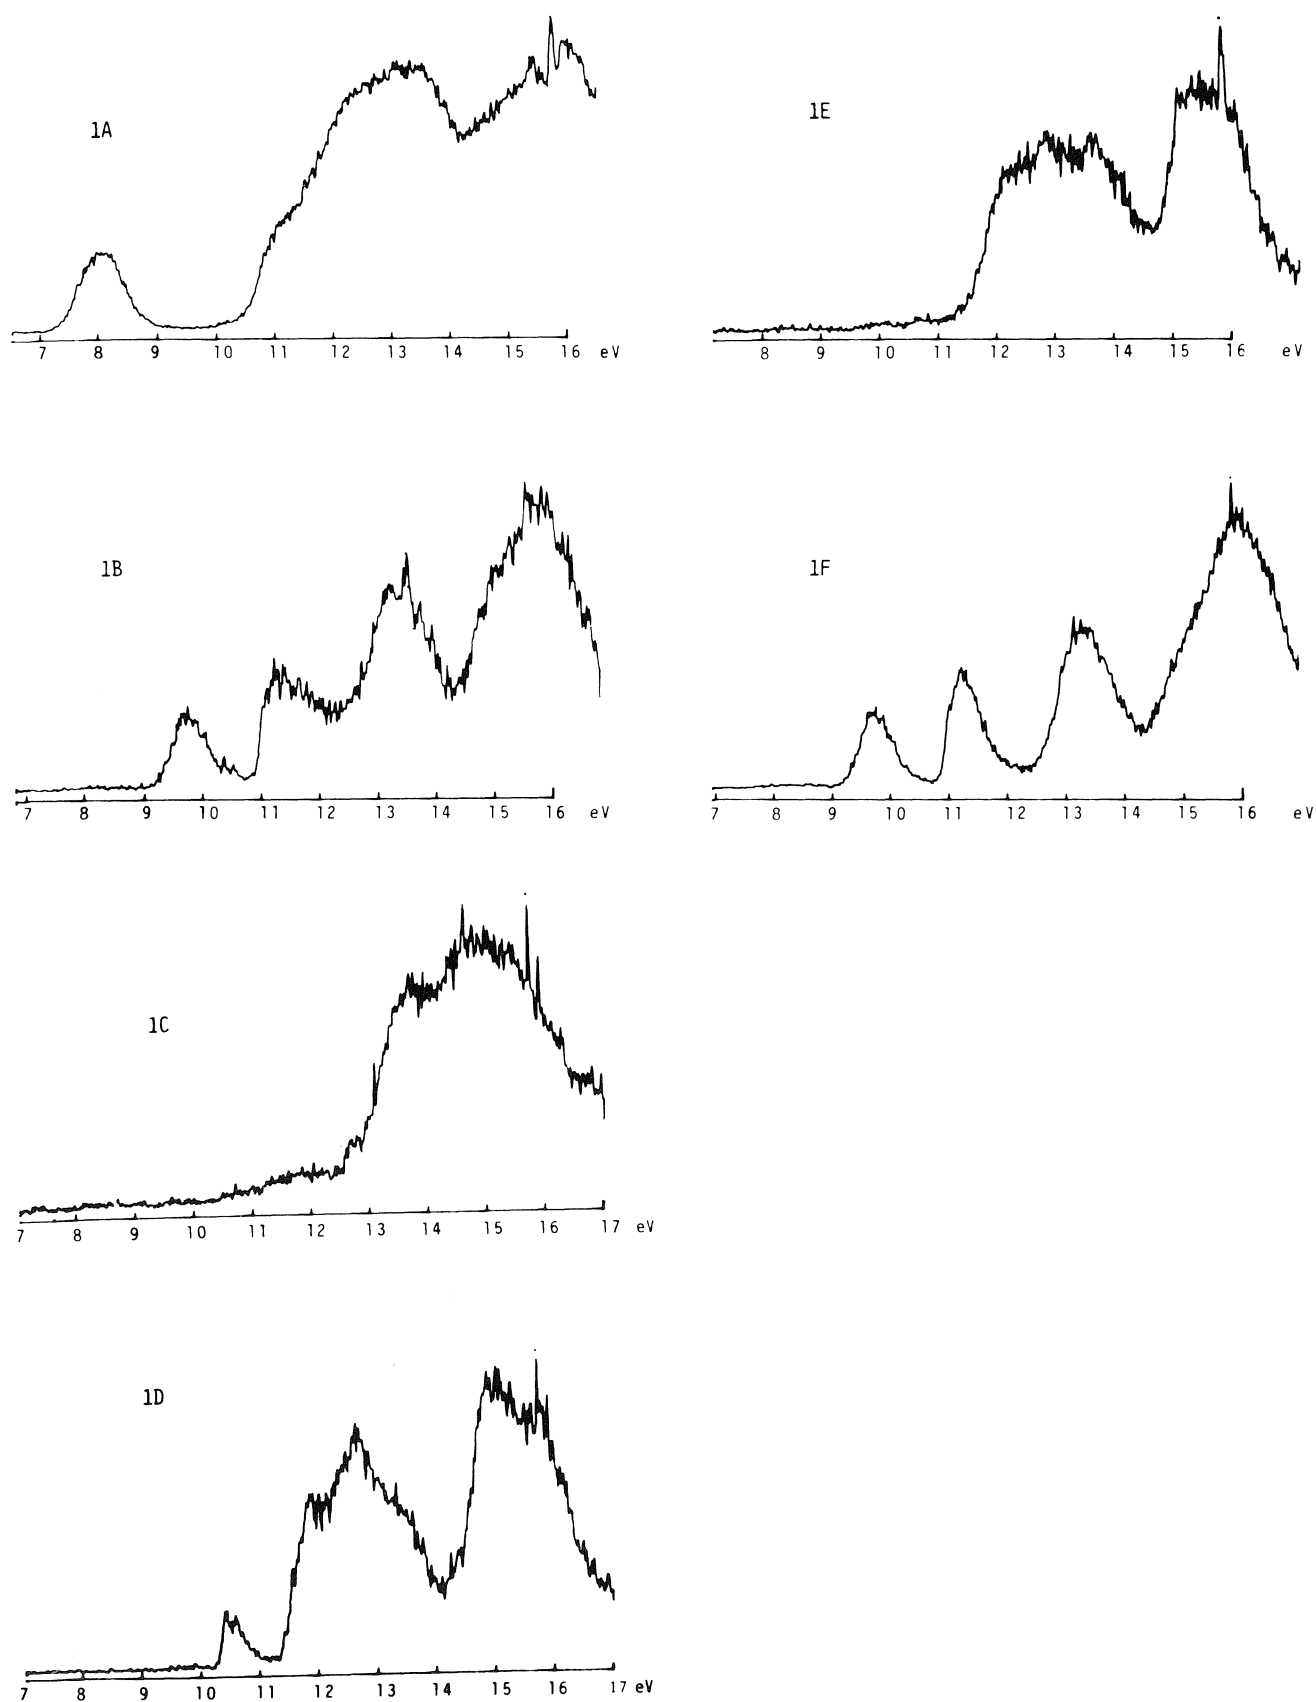 1A
7 8 9 10 11 12 13 14 15 16 eV
1E
8 9 10 11 12 13 14 15 16 eV
1B
7 8 9 10 11 12 13 14 15 16 eV
1F
7 8 9 10 11 12 13 14 15 16 eV
1C
7 8 9 10 11 12 13 14 15 16 17 eV
1D
7 8 9 10 11 12 13 14 15 16 17 eV